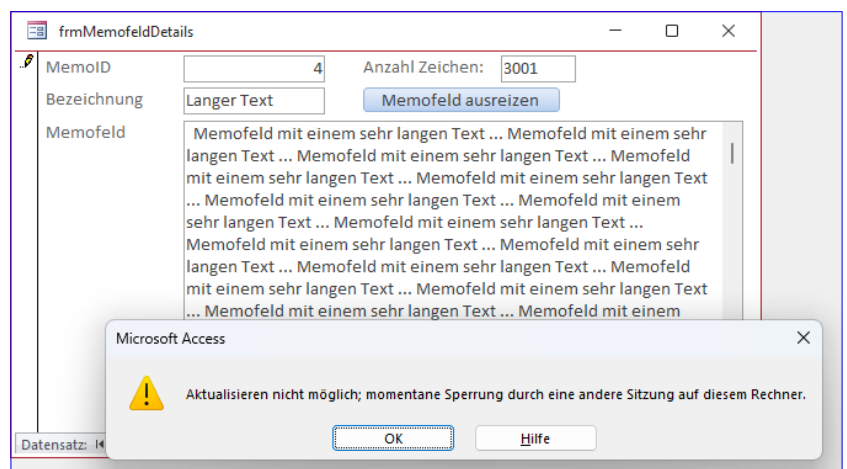 frmMemofeldDetails
MemoID 4 Anzahl Zeichen: 3001
Bezeichnung Langer Text Memofeld ausreizen
Memofeld Memofeld mit einem sehr langen Text ... Memofeld mit einem sehr
langen Text ... Memofeld mit einem sehr langen Text ... Memofeld
mit einem sehr langen Text ... Memofeld mit einem sehr langen Text
... Memofeld mit einem sehr langen Text ... Memofeld mit einem
sehr langen Text ... Memofeld mit einem sehr langen Text ...
Memofeld mit einem sehr langen Text ... Memofeld mit einem sehr
langen Text ... Memofeld mit einem sehr langen Text ... Memofeld
mit einem sehr langen Text ... Memofeld mit einem sehr langen Text
... Memofeld mit einem sehr langen Text ... Memofeld mit einem
Microsoft Access
Aktualisieren nicht möglich; momentane Sperrung durch eine andere Sitzung auf diesem Rechner.
OK Hilfe
Datensatz: